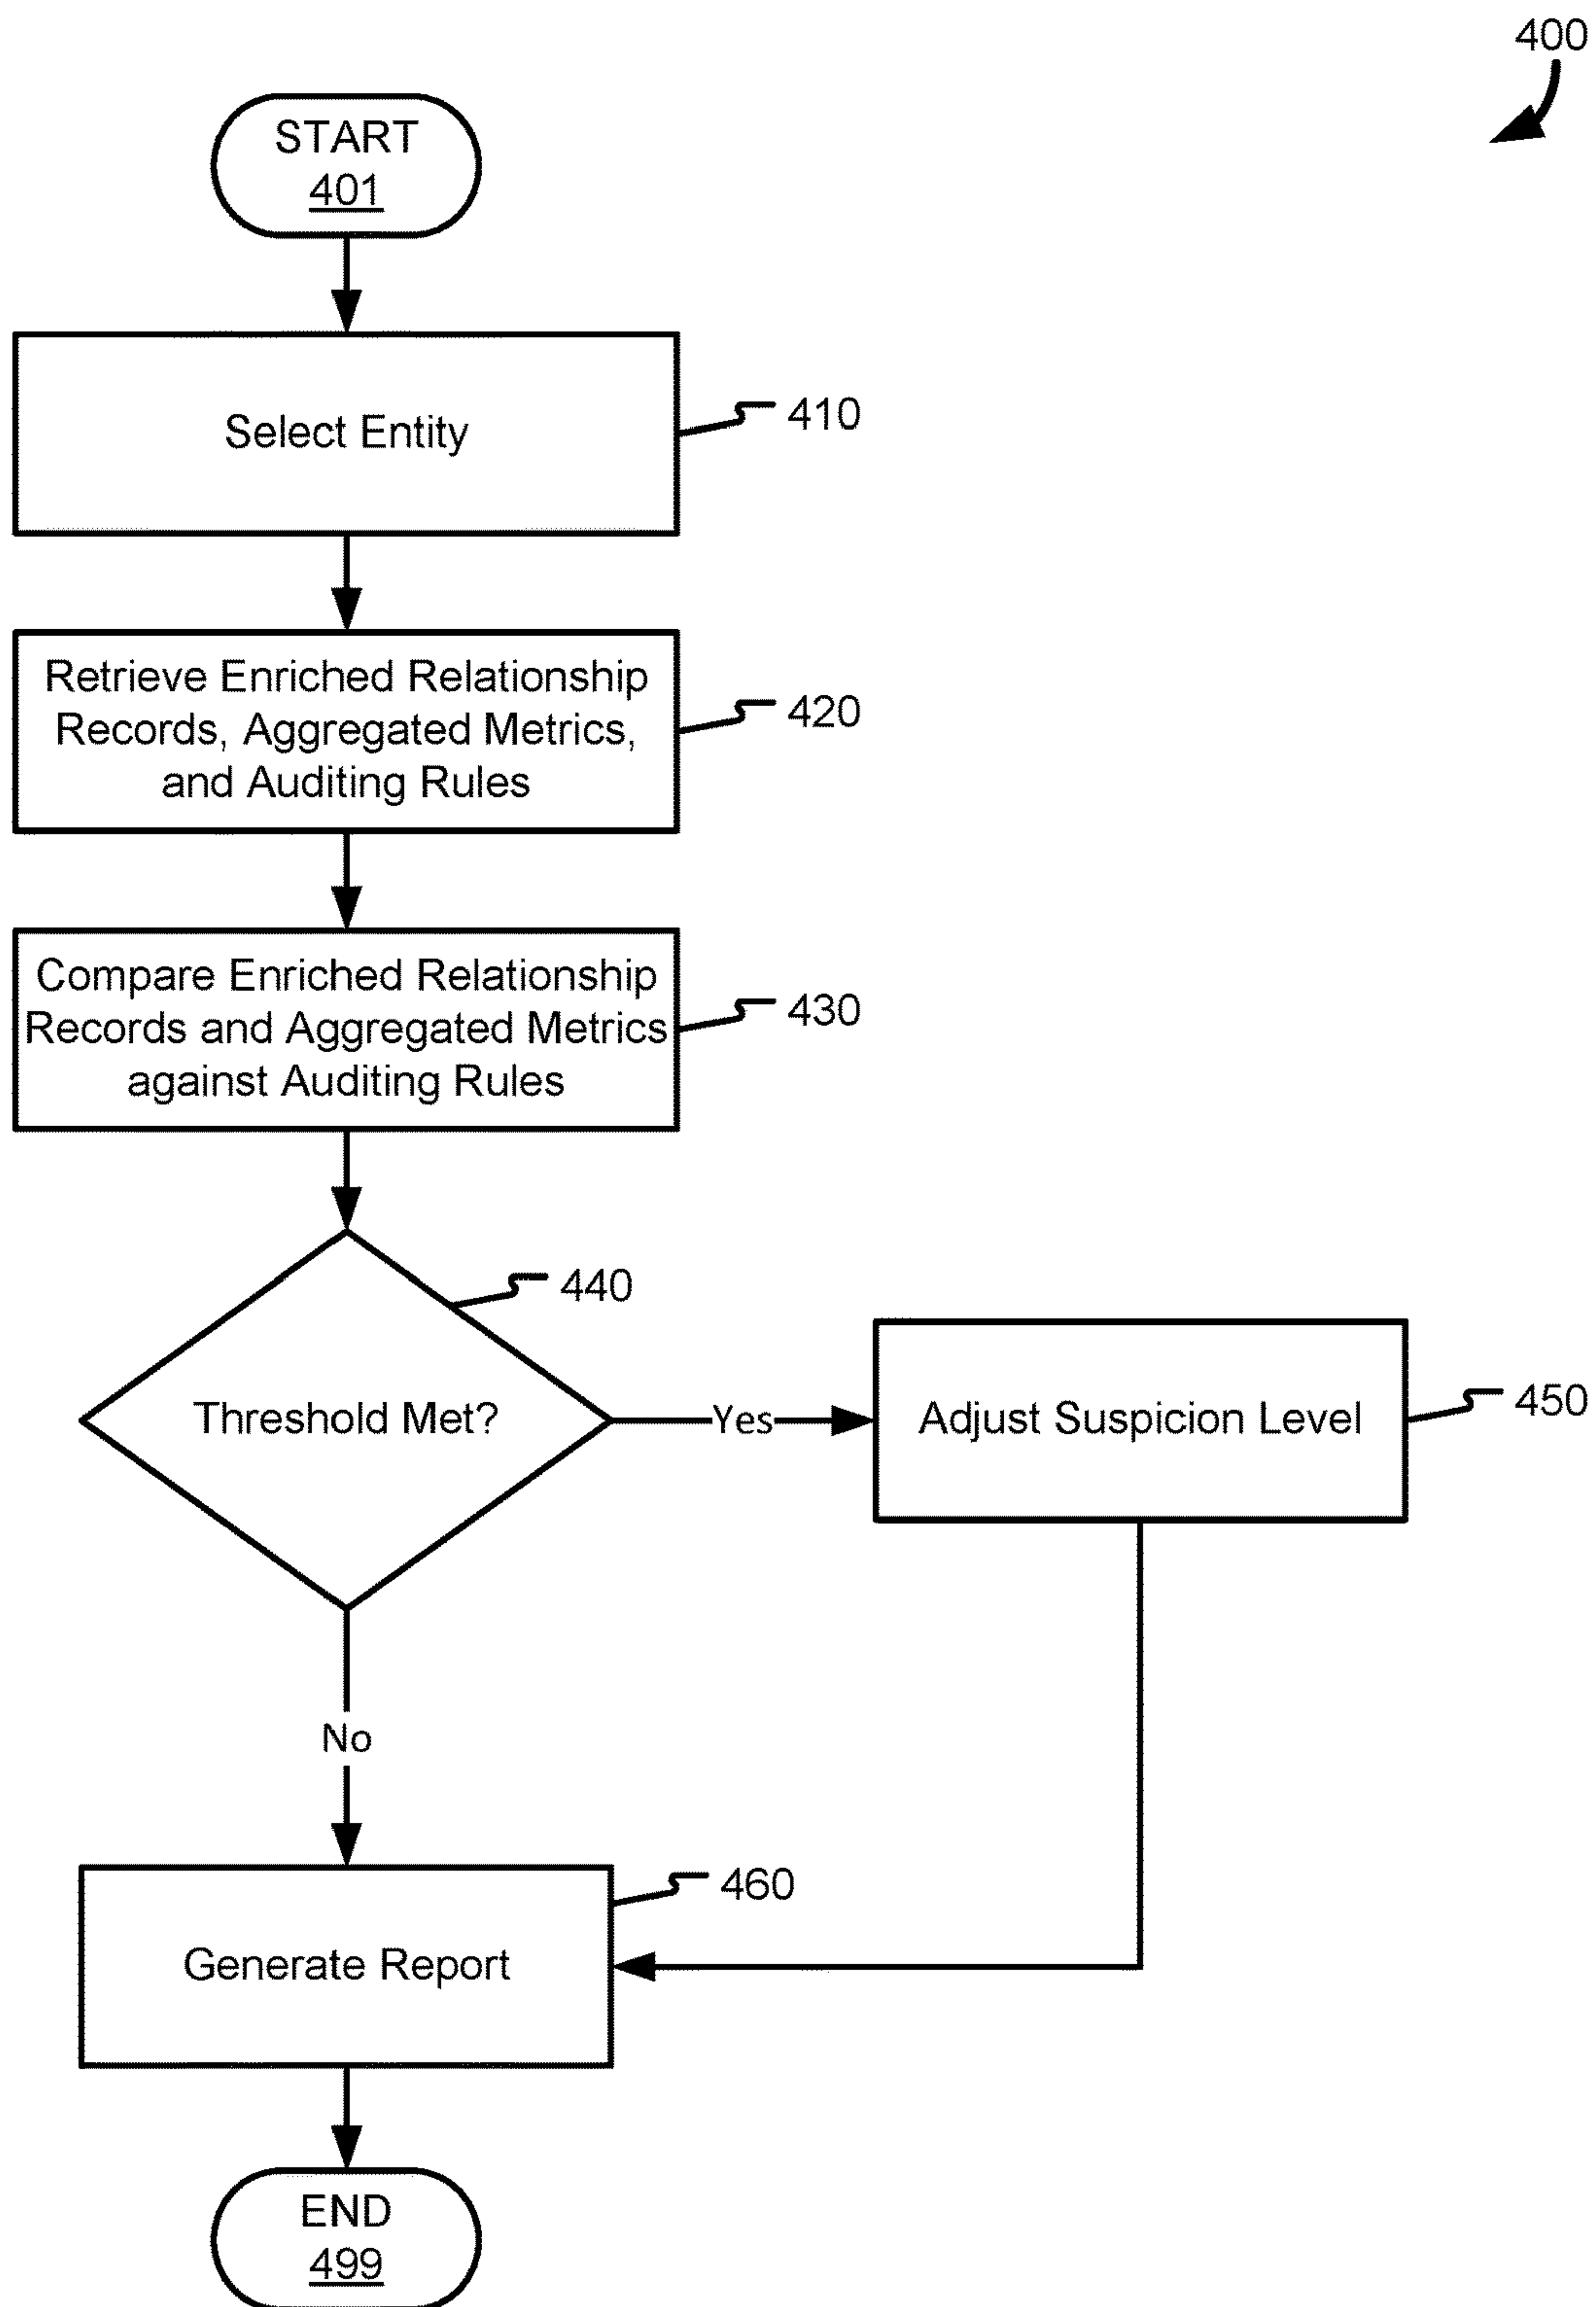 400
START
401
Select Entity
410
Retrieve Enriched Relationship
Records, Aggregated Metrics,
and Auditing Rules
420
Compare Enriched Relationship
Records and Aggregated Metrics
against Auditing Rules
430
440
Threshold Met?
Yes
Adjust Suspicion Level
450
No
460
Generate Report
END
499